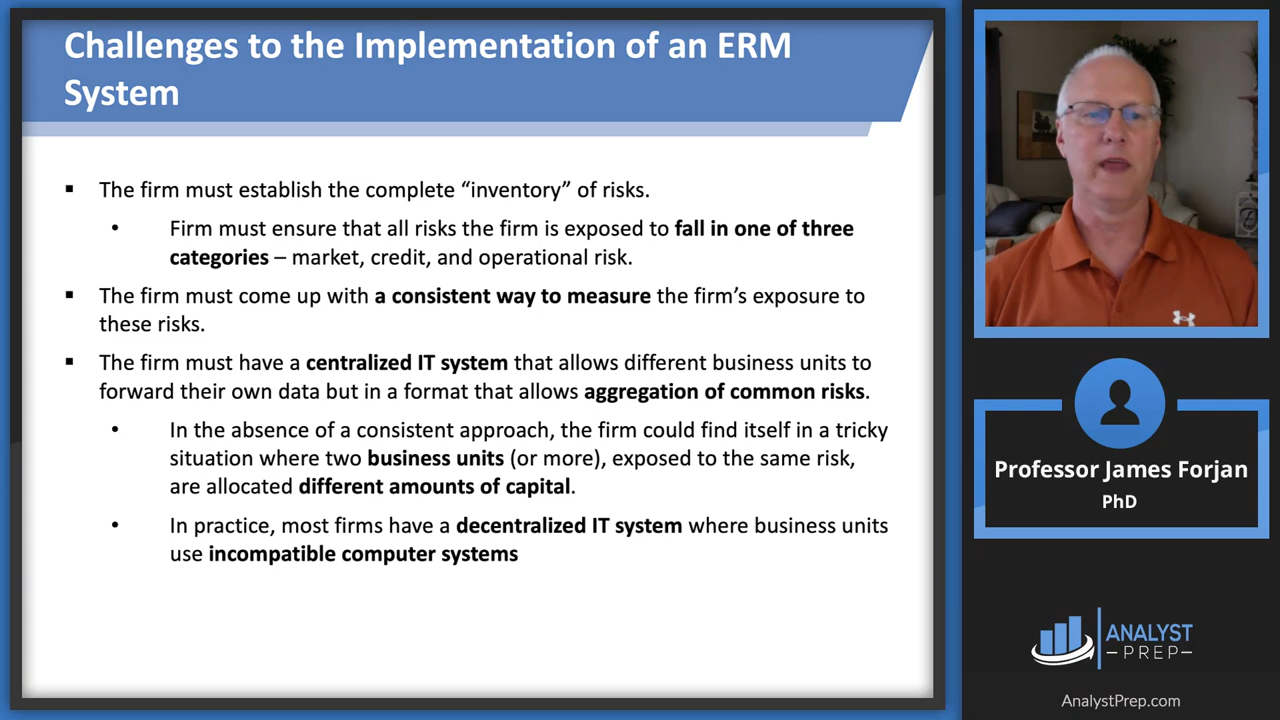 Challenges to the Implementation of an ERM
System
▪ The firm must establish the complete “inventory” of risks.
• Firm must ensure that all risks the firm is exposed to fall in one of three
categories – market, credit, and operational risk.
▪ The firm must come up with a consistent way to measure the firm’s exposure to
these risks.
▪ The firm must have a centralized IT system that allows different business units to
forward their own data but in a format that allows aggregation of common risks.
• In the absence of a consistent approach, the firm could find itself in a tricky
situation where two business units (or more), exposed to the same risk,
are allocated different amounts of capital.
• In practice, most firms have a decentralized IT system where business units
use incompatible computer systems
Professor James Forjan
PhD
ANALYST
–PREP–
AnalystPrep.com